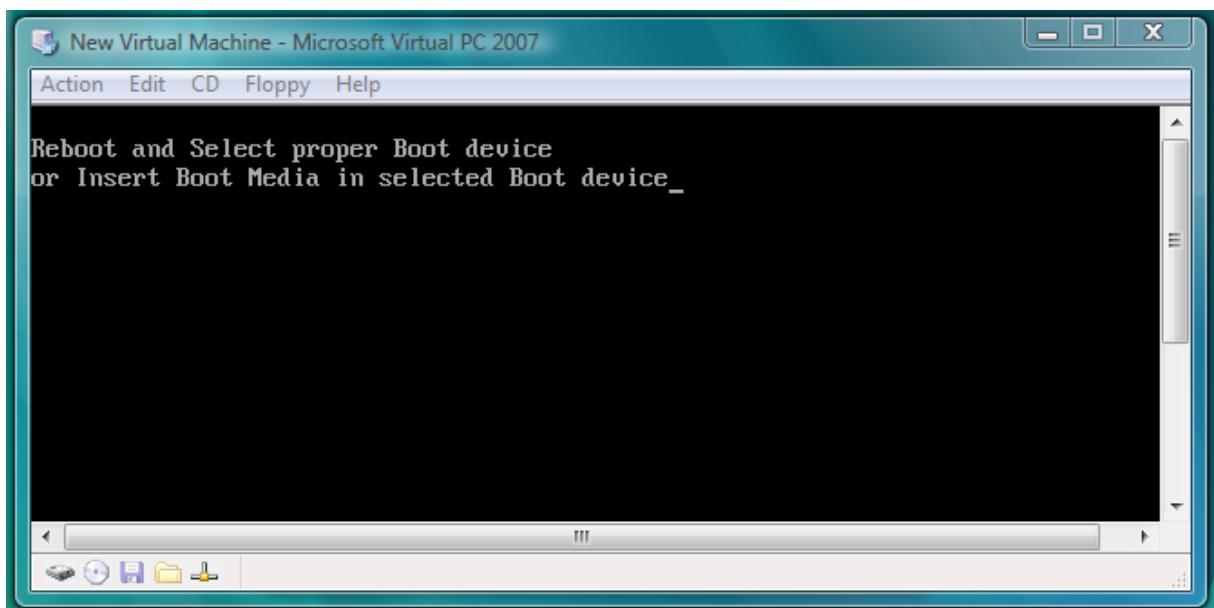 New Virtual Machine - Microsoft Virtual PC 2007
Action Edit CD Floppy Help
Reboot and Select proper Boot device
or Insert Boot Media in selected Boot device_